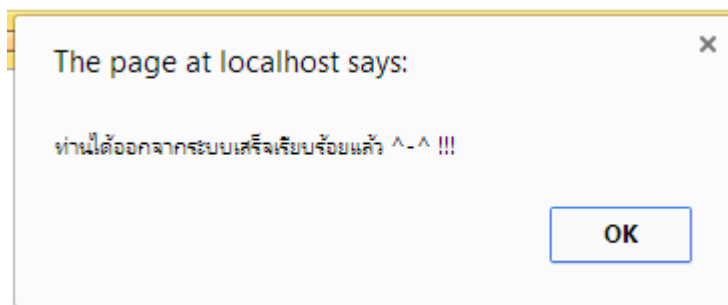 The page at localhost says:
ท่านได้ออกจากระบบเสร็จเรียบร้อยแล้ว ^-^ !!!
OK